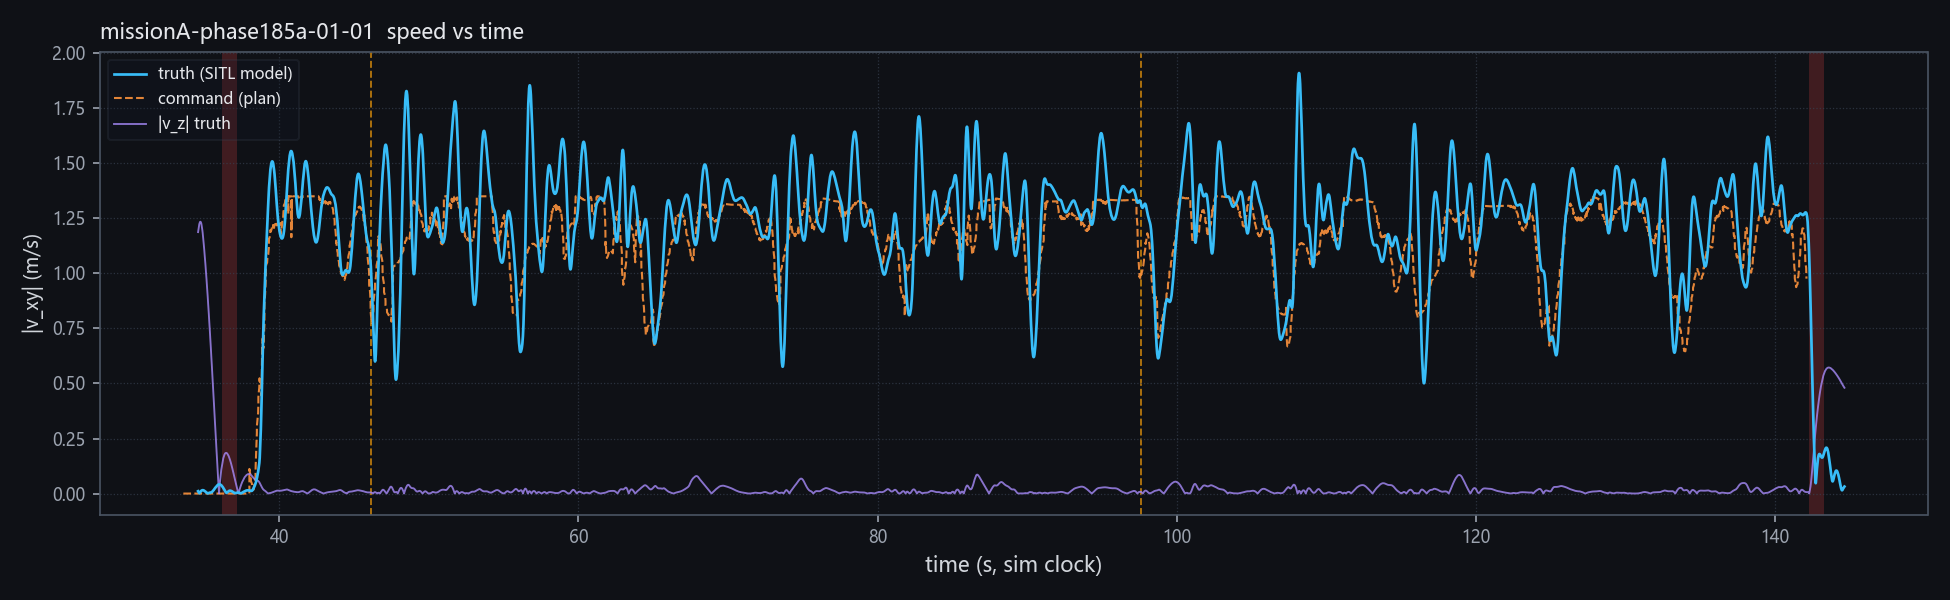 missionA-phase185a-01-01  speed vs time
truth (SITL model)
command (plan)
|v_z| truth
|v_xy| (m/s)
2.00
1.75
1.50
1.25
1.00
0.75
0.50
0.25
0.00
40 60 80 100 120 140
time (s, sim clock)